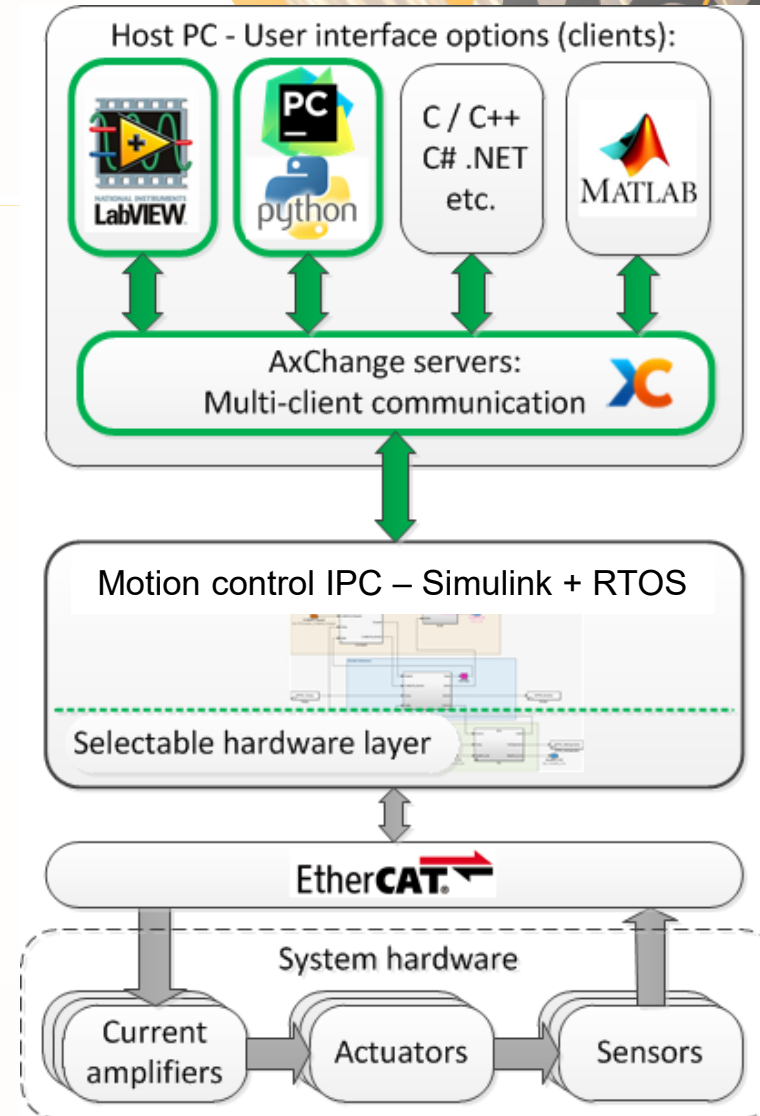 Host PC - User interface options (clients):
NATIONAL INSTRUMENTS
LabVIEW
PC
python
C / C++
C# .NET
etc.
MATLAB
AxChange servers:
Multi-client communication
XC
Motion control IPC – Simulink + RTOS
Selectable hardware layer
EtherCAT®
System hardware
Current
amplifiers
Actuators
Sensors